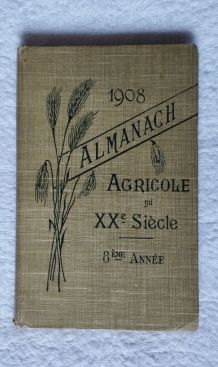 1908
ALMANACH
AGRICOLE
DU
XXe Siècle
8ÈME ANNÉE